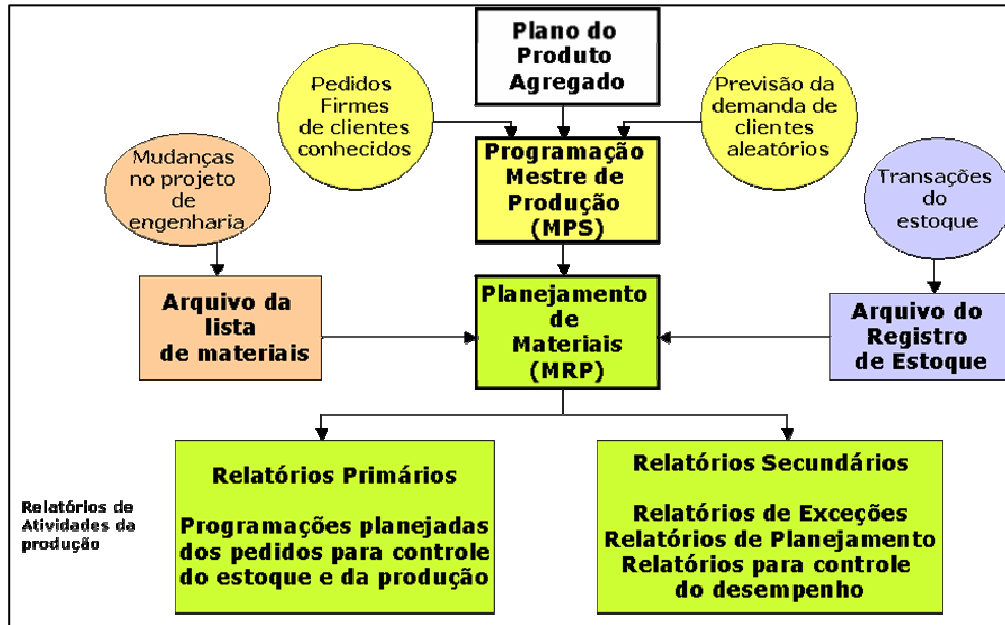 Plano do
Produto
Agregado
Pedidos
Firmes
de clientes
conhecidos
Previsão da
demanda de
clientes
aleatórios
Mudanças
no projeto
de
engenharia
Programação
Mestre de
Produção
(MPS)
Transações
do
estoque
Arquivo da
lista
de materiais
Planejamento
de
Materiais
(MRP)
Arquivo do
Registro
de Estoque
Relatórios de
Atividades da
produção
Relatórios Primários
Programações planejadas
dos pedidos para controle
do estoque e da produção
Relatórios Secundários
Relatórios de Exceções
Relatórios de Planejamento
Relatórios para controle
do desempenho